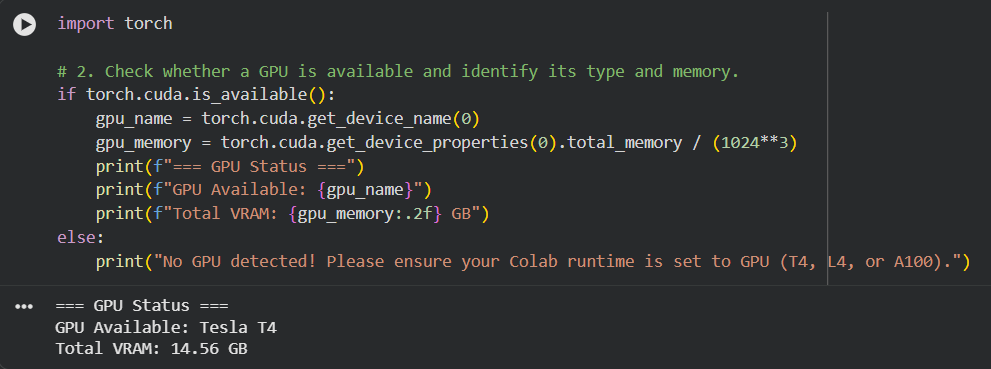 import torch
# 2. Check whether a GPU is available and identify its type and memory.
if torch.cuda.is_available():
    gpu_name = torch.cuda.get_device_name(0)
    gpu_memory = torch.cuda.get_device_properties(0).total_memory / (1024**3)
    print(f"=== GPU Status ===")
    print(f"GPU Available: {gpu_name}")
    print(f"Total VRAM: {gpu_memory:.2f} GB")
else:
    print("No GPU detected! Please ensure your Colab runtime is set to GPU (T4, L4, or A100).")
=== GPU Status ===
GPU Available: Tesla T4
Total VRAM: 14.56 GB